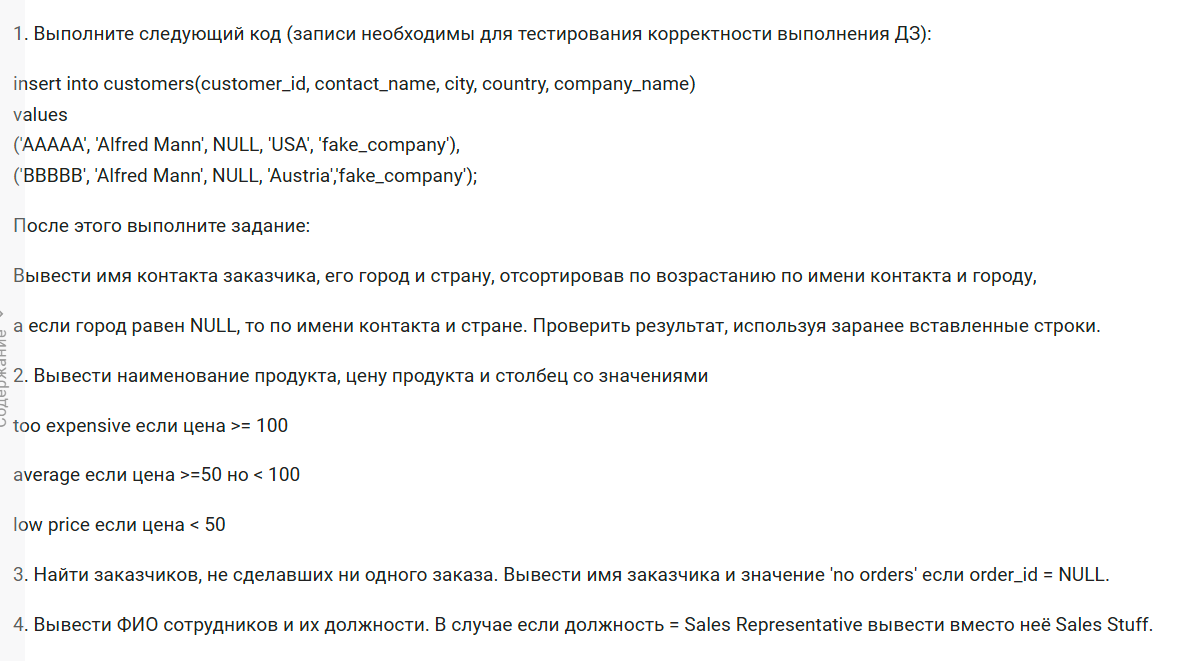 1. Выполните следующий код (записи необходимы для тестирования корректности выполнения ДЗ):
insert into customers(customer_id, contact_name, city, country, company_name)
values
('AAAAA', 'Alfred Mann', NULL, 'USA', 'fake_company'),
('BBBBB', 'Alfred Mann', NULL, 'Austria','fake_company');
После этого выполните задание:
Вывести имя контакта заказчика, его город и страну, отсортировав по возрастанию по имени контакта и городу,
а если город равен NULL, то по имени контакта и стране. Проверить результат, используя заранее вставленные строки.
Содержание
2. Вывести наименование продукта, цену продукта и столбец со значениями
too expensive если цена >= 100
average если цена >=50 но < 100
low price если цена < 50
3. Найти заказчиков, не сделавших ни одного заказа. Вывести имя заказчика и значение 'no orders' если order_id = NULL.
4. Вывести ФИО сотрудников и их должности. В случае если должность = Sales Representative вывести вместо неё Sales Stuff.